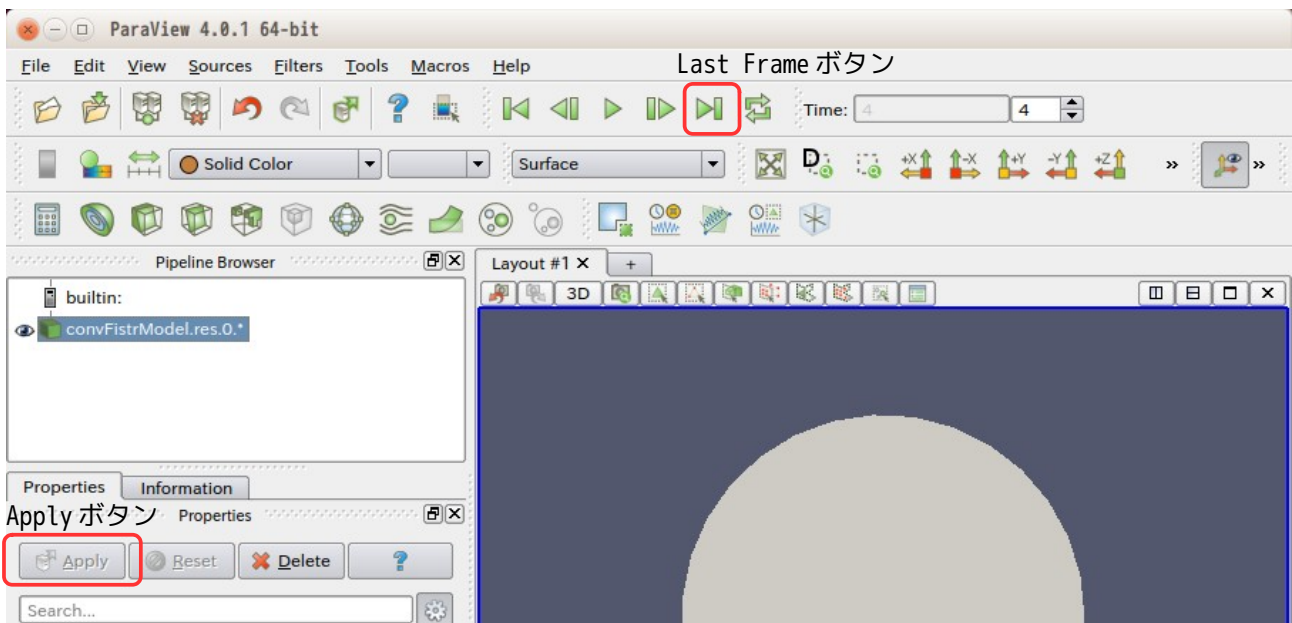 ParaView 4.0.1 64-bit
File Edit View Sources Filters Tools Macros Help
Last Frame ボタン
Time: 4 4
Solid Color Surface +X -X +Y -Y +Z » »
Pipeline Browser
Layout #1 × +
builtin:
3D
convFistrModel.res.0.*
Properties Information
Apply ボタン Properties
Apply Reset Delete ?
Search...